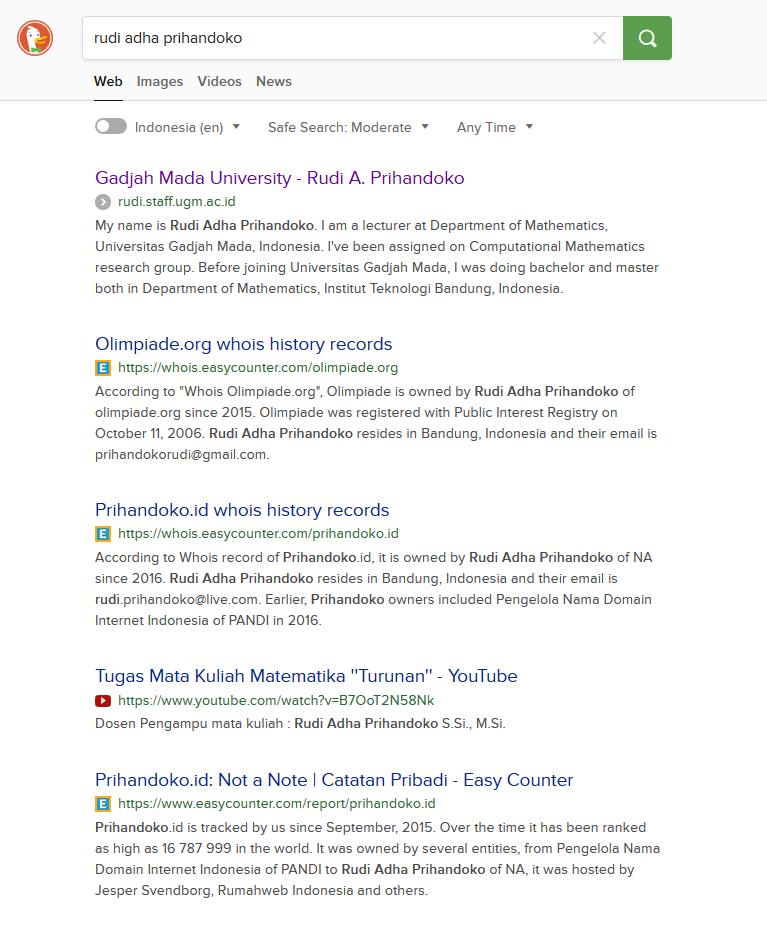 rudi adha prihandoko
Web Images Videos News
Indonesia (en) Safe Search: Moderate Any Time
Gadjah Mada University - Rudi A. Prihandoko
rudi.staff.ugm.ac.id
My name is Rudi Adha Prihandoko. I am a lecturer at Department of Mathematics,
Universitas Gadjah Mada, Indonesia. I've been assigned on Computational Mathematics
research group. Before joining Universitas Gadjah Mada, I was doing bachelor and master
both in Department of Mathematics, Institut Teknologi Bandung, Indonesia.
Olimpiade.org whois history records
E https://whois.easycounter.com/olimpiade.org
According to "Whois Olimpiade.org", Olimpiade is owned by Rudi Adha Prihandoko of
olimpiade.org since 2015. Olimpiade was registered with Public Interest Registry on
October 11, 2006. Rudi Adha Prihandoko resides in Bandung, Indonesia and their email is
prihandokorudi@gmail.com.
Prihandoko.id whois history records
E https://whois.easycounter.com/prihandoko.id
According to Whois record of Prihandoko.id, it is owned by Rudi Adha Prihandoko of NA
since 2016. Rudi Adha Prihandoko resides in Bandung, Indonesia and their email is
rudi.prihandoko@live.com. Earlier, Prihandoko owners included Pengelola Nama Domain
Internet Indonesia of PANDI in 2016.
Tugas Mata Kuliah Matematika "Turunan" - YouTube
https://www.youtube.com/watch?v=B7OoT2N58Nk
Dosen Pengampu mata kuliah : Rudi Adha Prihandoko S.Si., M.Si.
Prihandoko.id: Not a Note | Catatan Pribadi - Easy Counter
E https://www.easycounter.com/report/prihandoko.id
Prihandoko.id is tracked by us since September, 2015. Over the time it has been ranked
as high as 16 787 999 in the world. It was owned by several entities, from Pengelola Nama
Domain Internet Indonesia of PANDI to Rudi Adha Prihandoko of NA, it was hosted by
Jesper Svendborg, Rumahweb Indonesia and others.